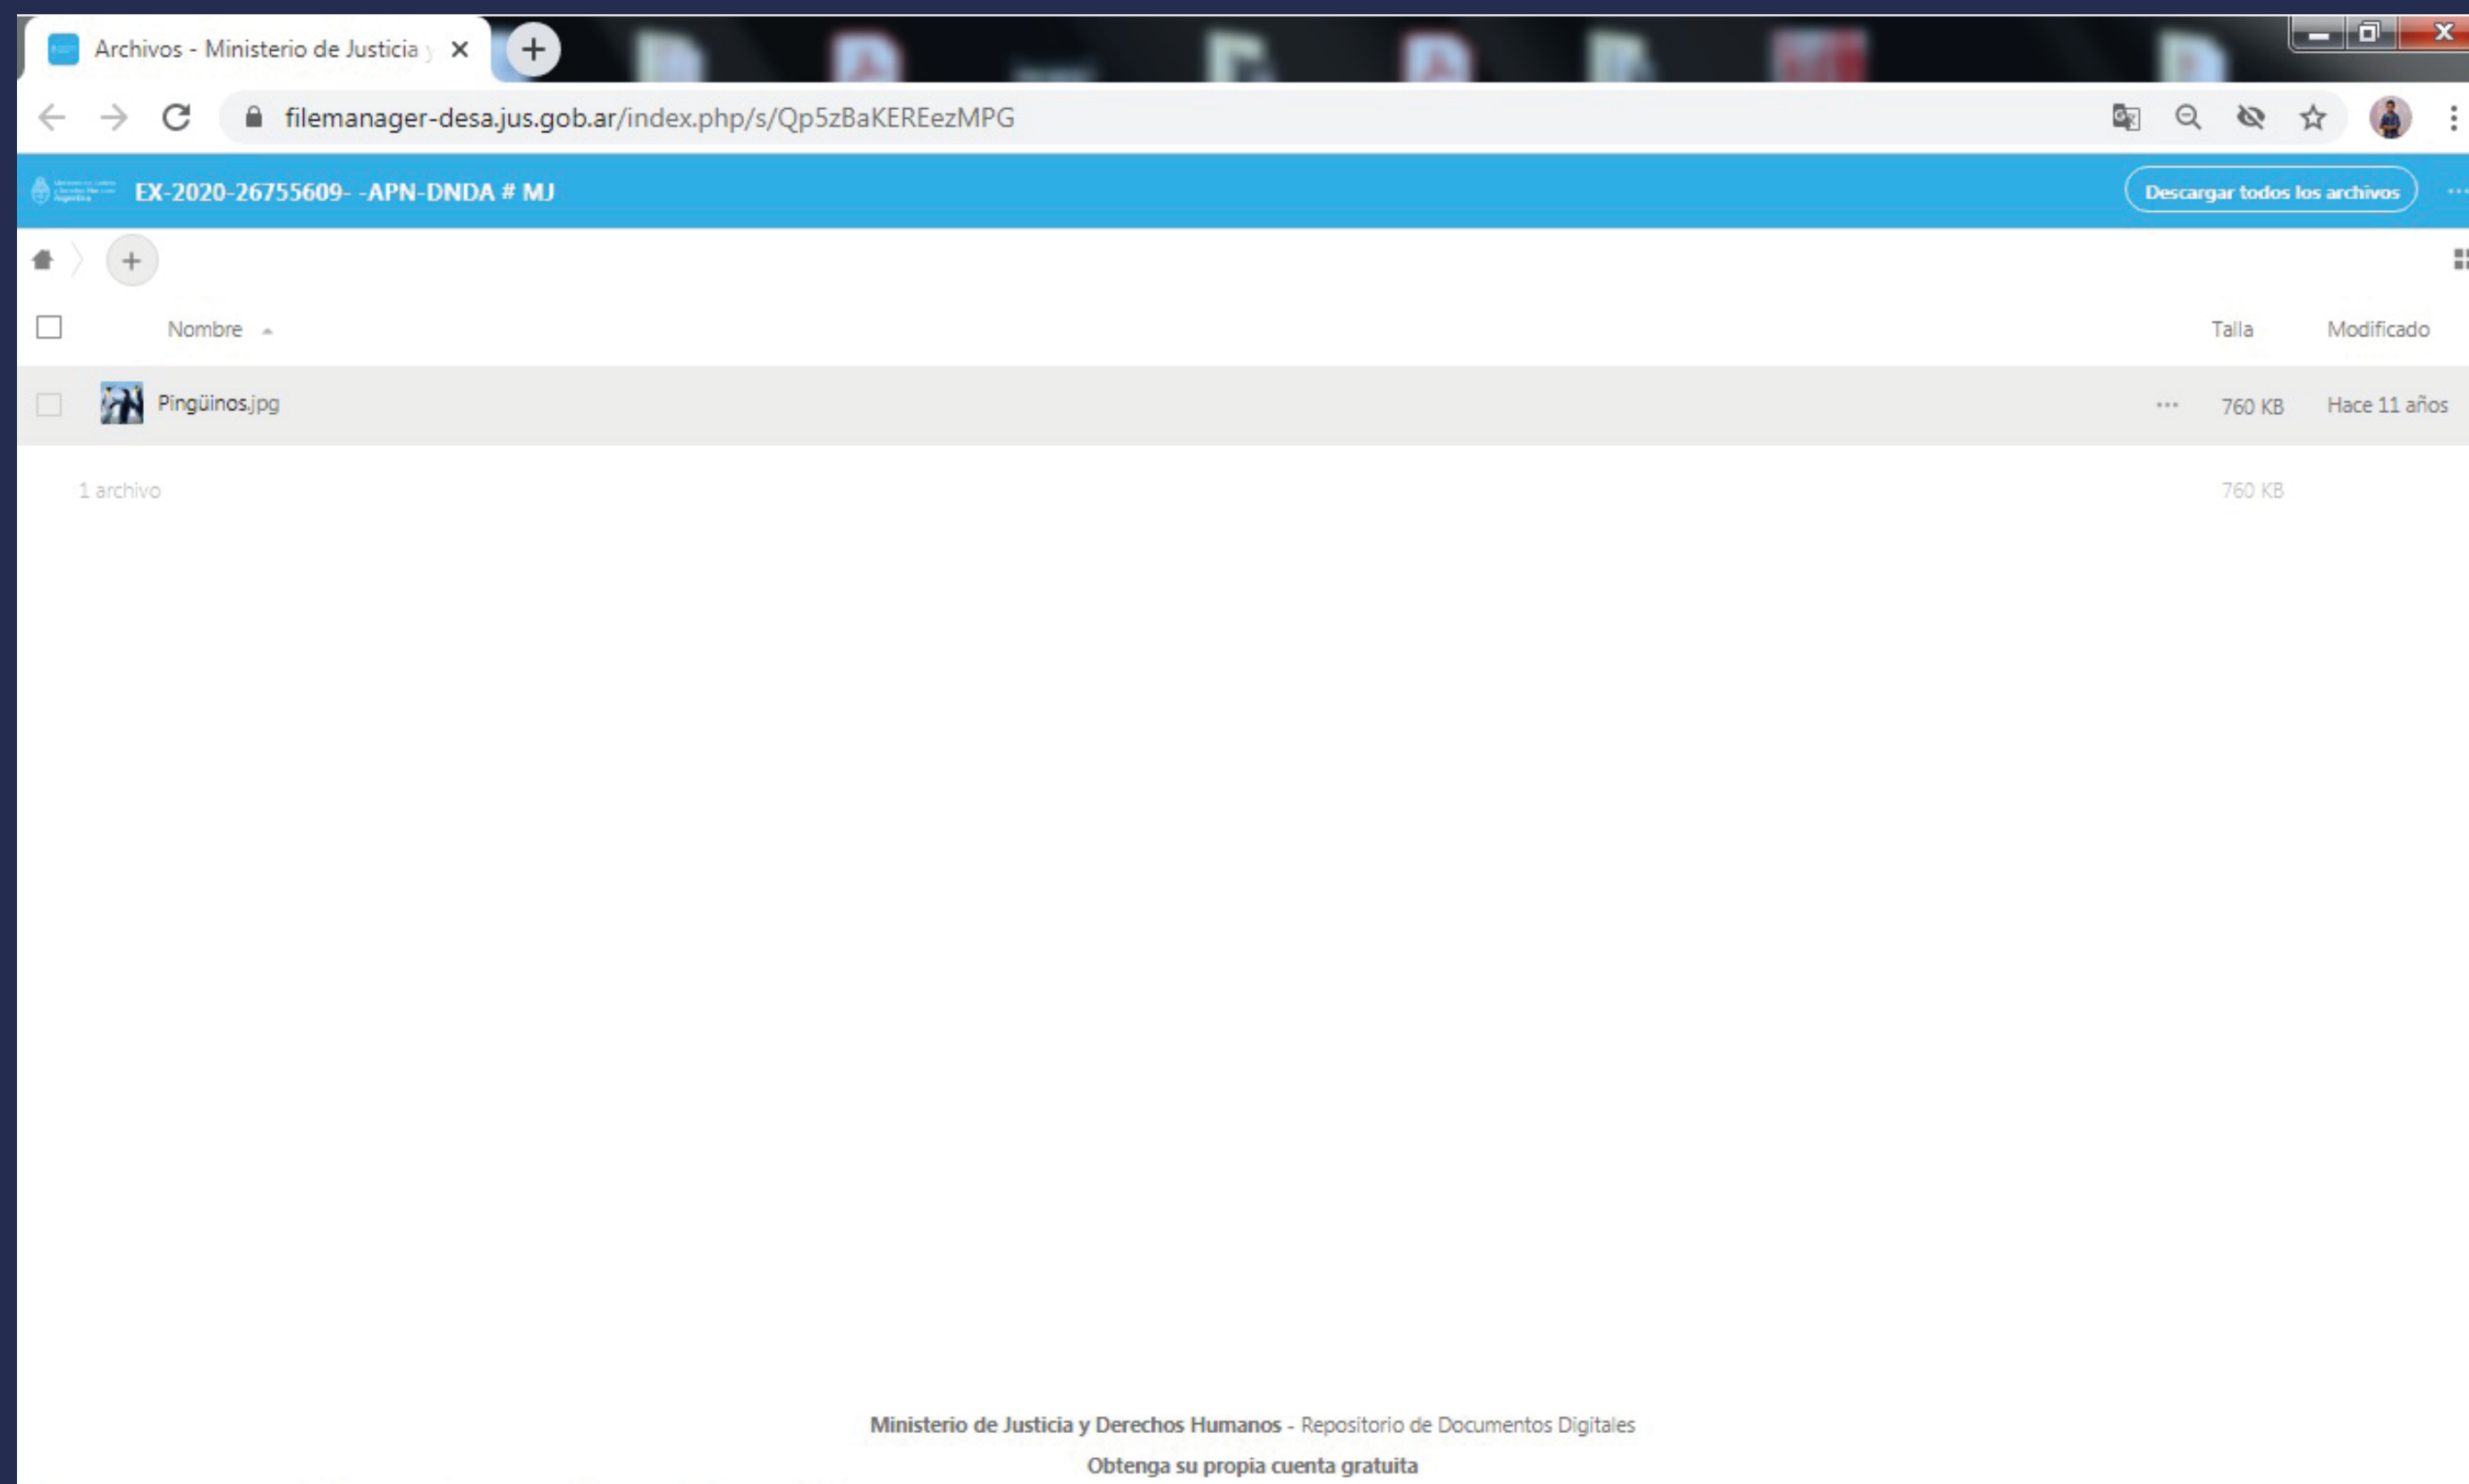 Archivos - Ministerio de Justicia y
filemanager-desa.jus.gob.ar/index.php/s/Qp5zBaKEREezMPG
EX-2020-26755609- -APN-DNDA # MJ
Descargar todos los archivos
Nombre
Talla
Modificado
Pingüinos.jpg
760 KB
Hace 11 años
1 archivo
760 KB
Ministerio de Justicia y Derechos Humanos - Repositorio de Documentos Digitales
Obtenga su propia cuenta gratuita